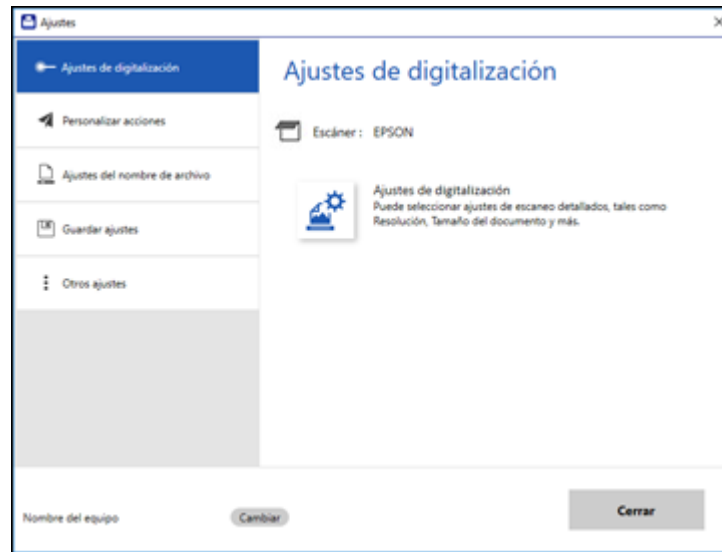 Ajustes
Ajustes de digitalización
Personalizar acciones
Ajustes del nombre de archivo
Guardar ajustes
Otros ajustes
Ajustes de digitalización
Escáner : EPSON
Ajustes de digitalización
Puede seleccionar ajustes de escaneo detallados, tales como
Resolución, Tamaño del documento y más.
Nombre del equipo
Cambiar
Cerrar